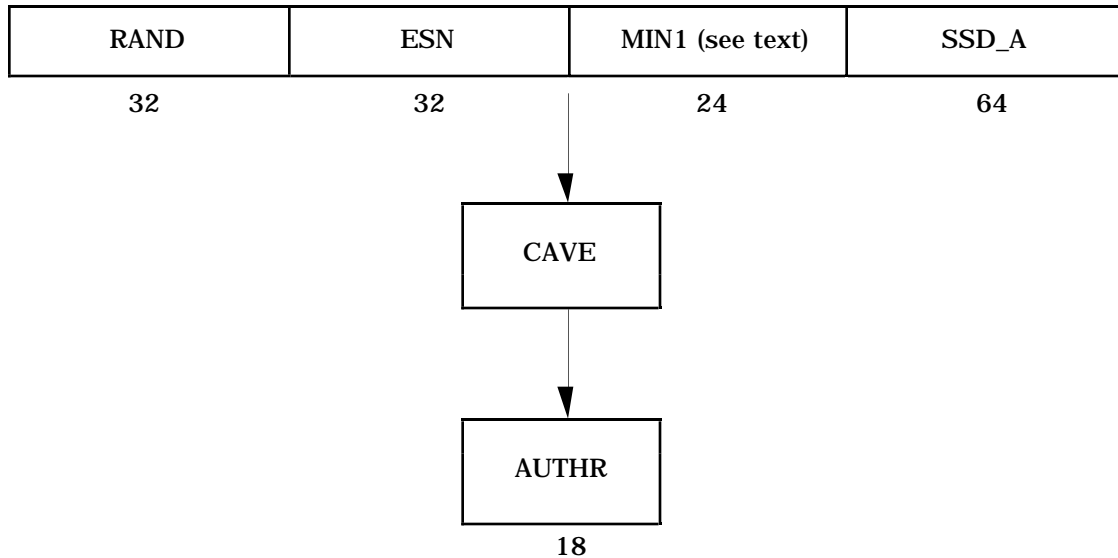 RAND ESN MIN1 (see text) SSD_A
32 32 24 64
CAVE
AUTHR
18